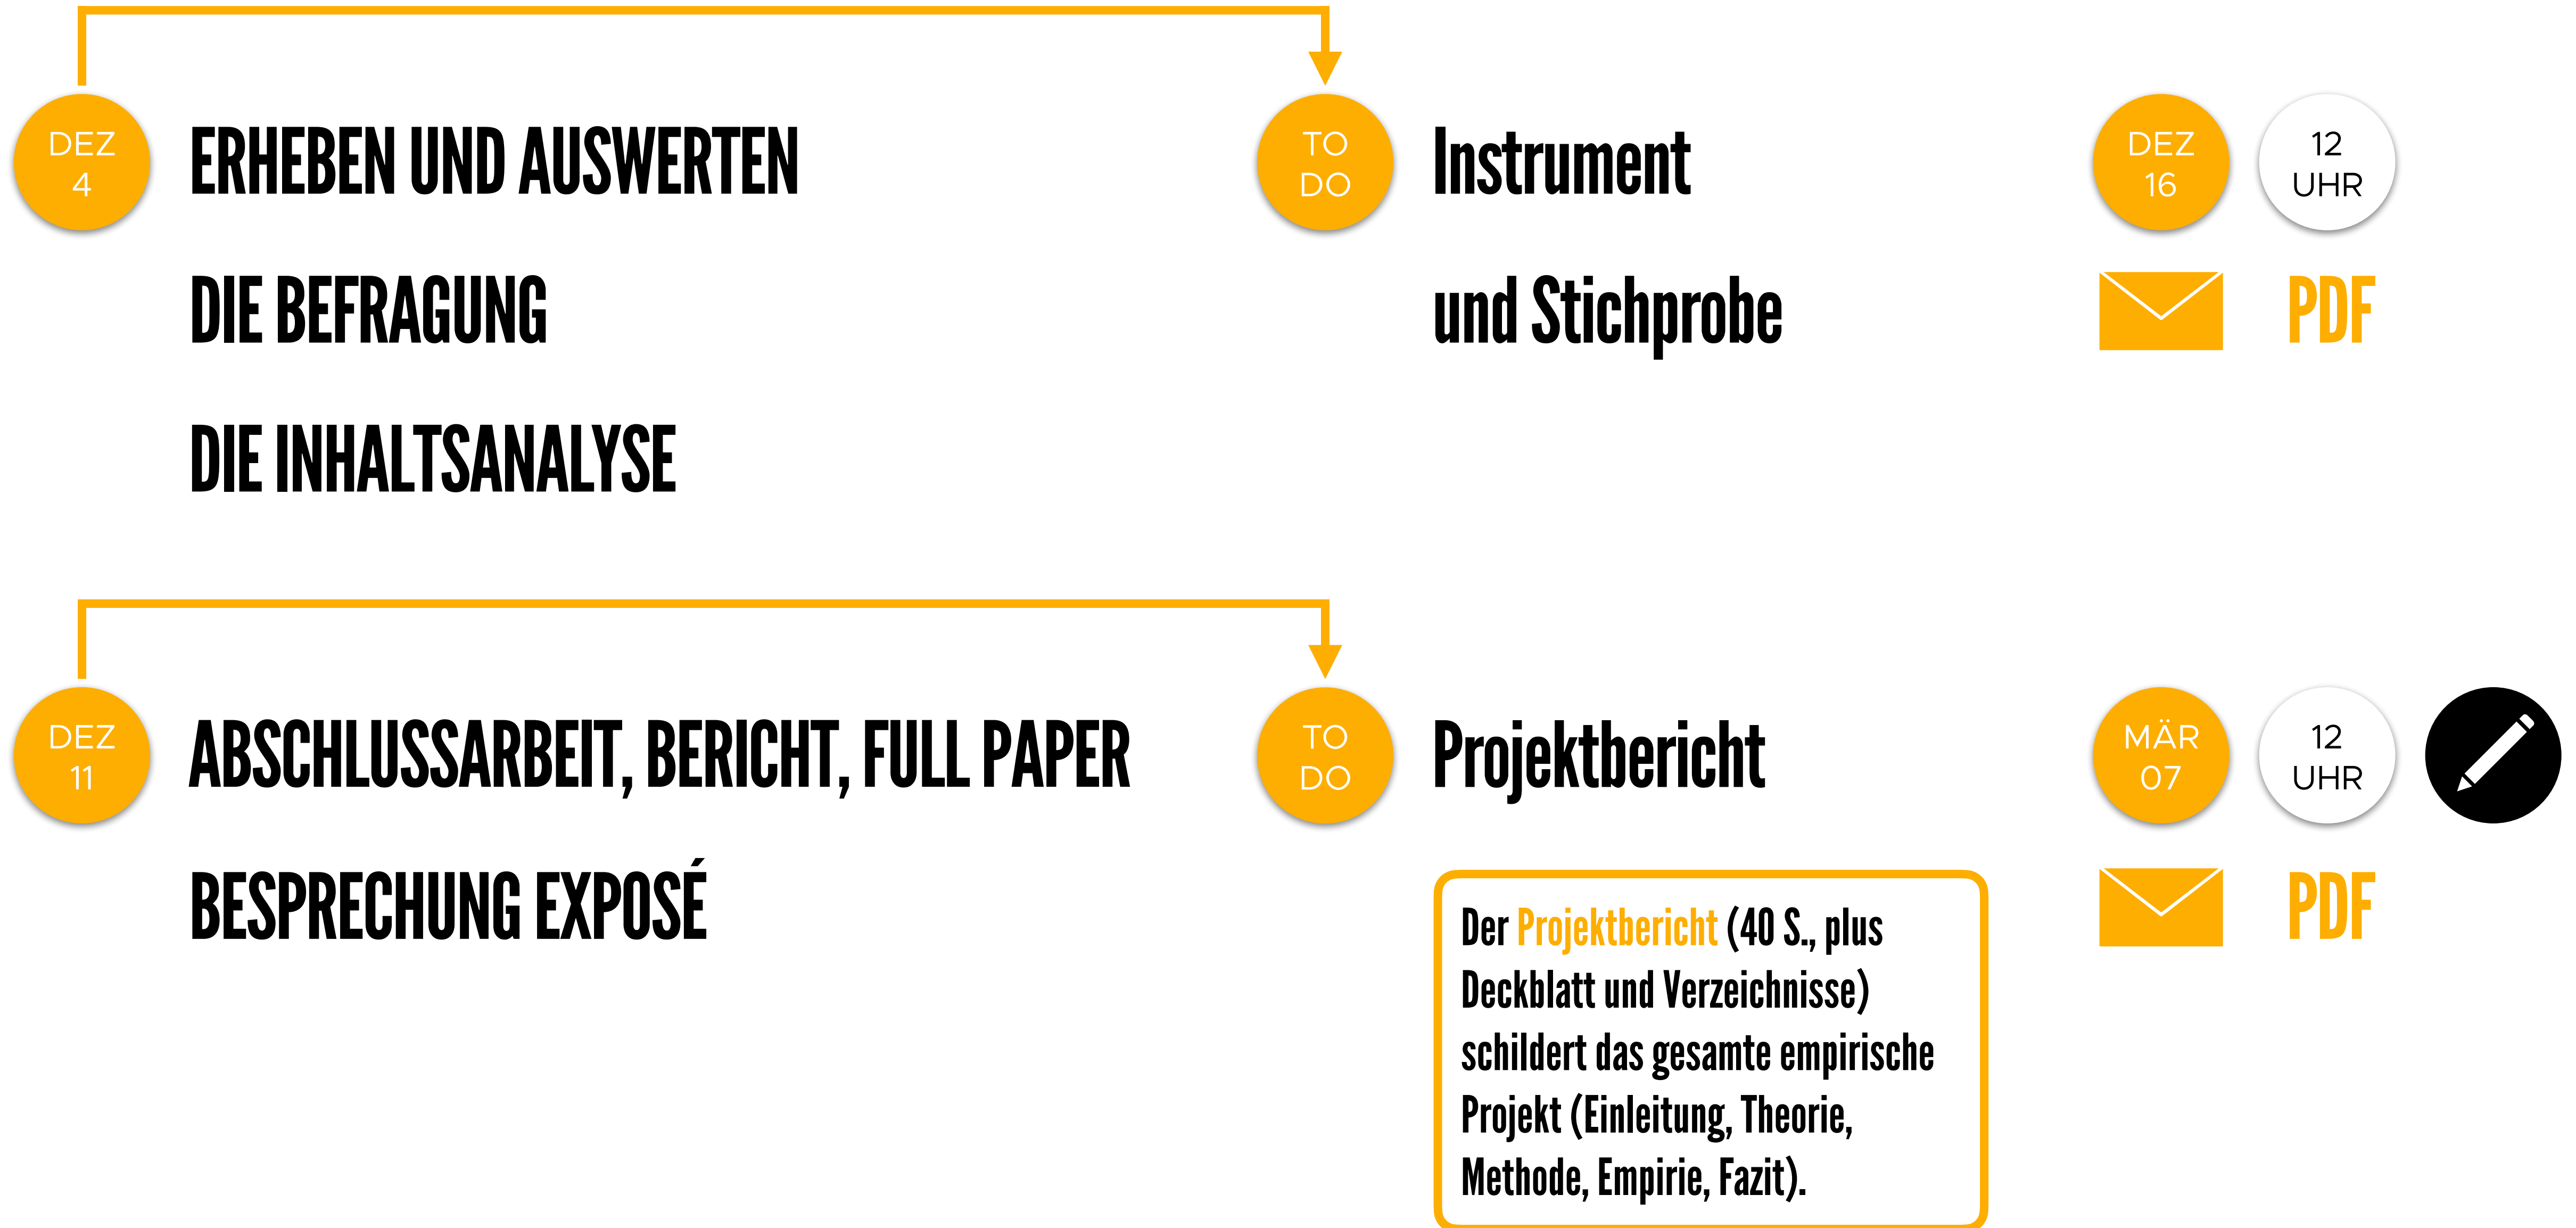 DEZ
4
ERHEBEN UND AUSWERTEN
TO
DO
Instrument
DEZ
16
12
UHR
DIE BEFRAGUNG
und Stichprobe
PDF
DIE INHALTSANALYSE
DEZ
11
ABSCHLUSSARBEIT, BERICHT, FULL PAPER
TO
DO
Projektbericht
MÄR
07
12
UHR
BESPRECHUNG EXPOSÉ
PDF
Der Projektbericht (40 S., plus
Deckblatt und Verzeichnisse)
schildert das gesamte empirische
Projekt (Einleitung, Theorie,
Methode, Empirie, Fazit).